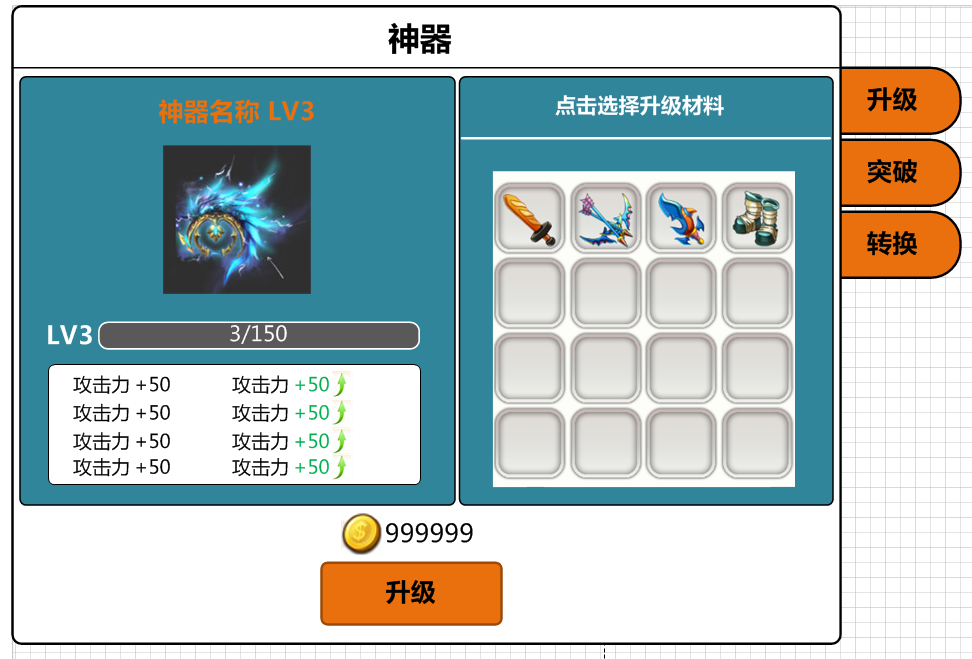 神器
升级
突破
转换
神器名称 LV3
LV3
3/150
攻击力 +50 攻击力 +50
攻击力 +50 攻击力 +50
攻击力 +50 攻击力 +50
攻击力 +50 攻击力 +50
点击选择升级材料
999999
升级